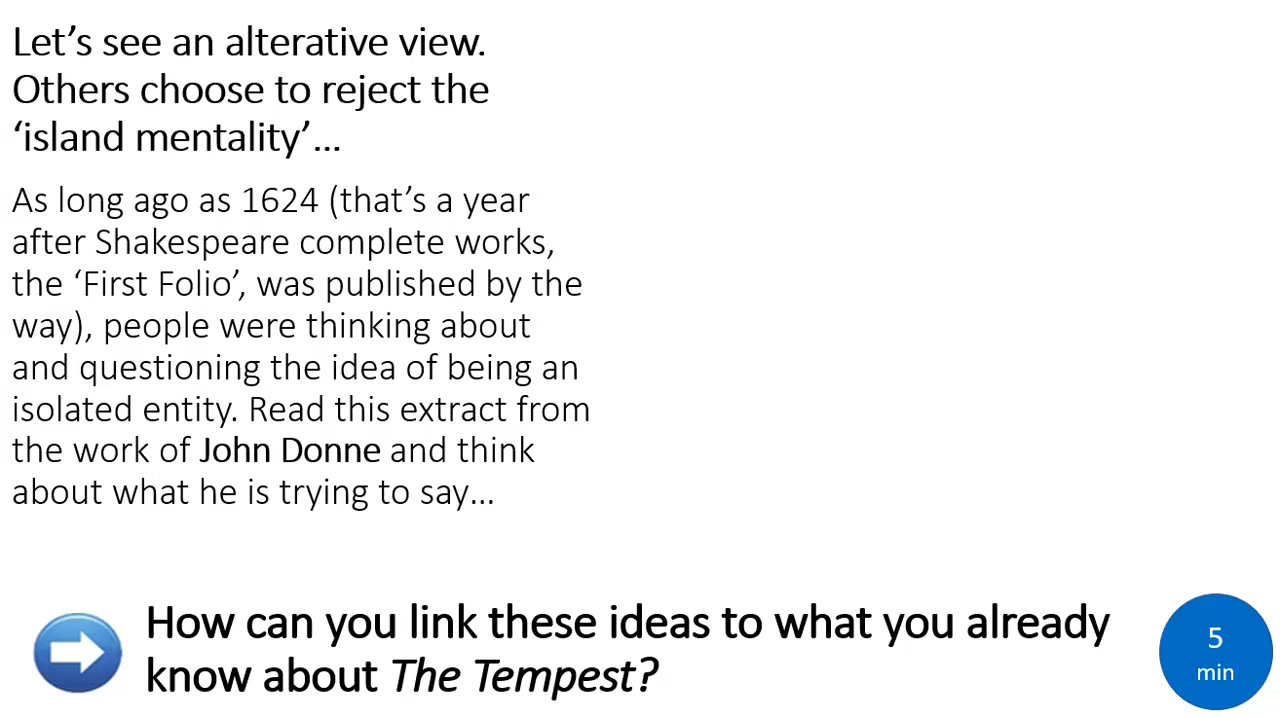 Let’s see an alterative view.
Others choose to reject the
‘island mentality’…
As long ago as 1624 (that’s a year
after Shakespeare complete works,
the ‘First Folio’, was published by the
way), people were thinking about
and questioning the idea of being an
isolated entity. Read this extract from
the work of John Donne and think
about what he is trying to say…
How can you link these ideas to what you already
know about The Tempest?
5
min